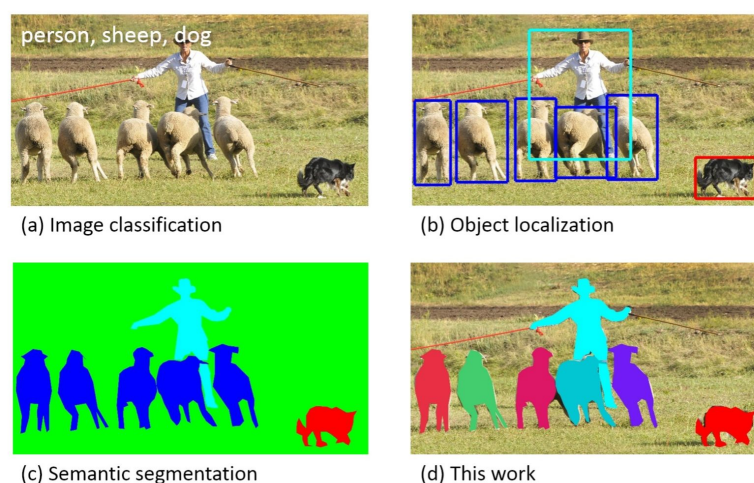 person, sheep, dog
(a) Image classification
(b) Object localization
(c) Semantic segmentation
(d) This work